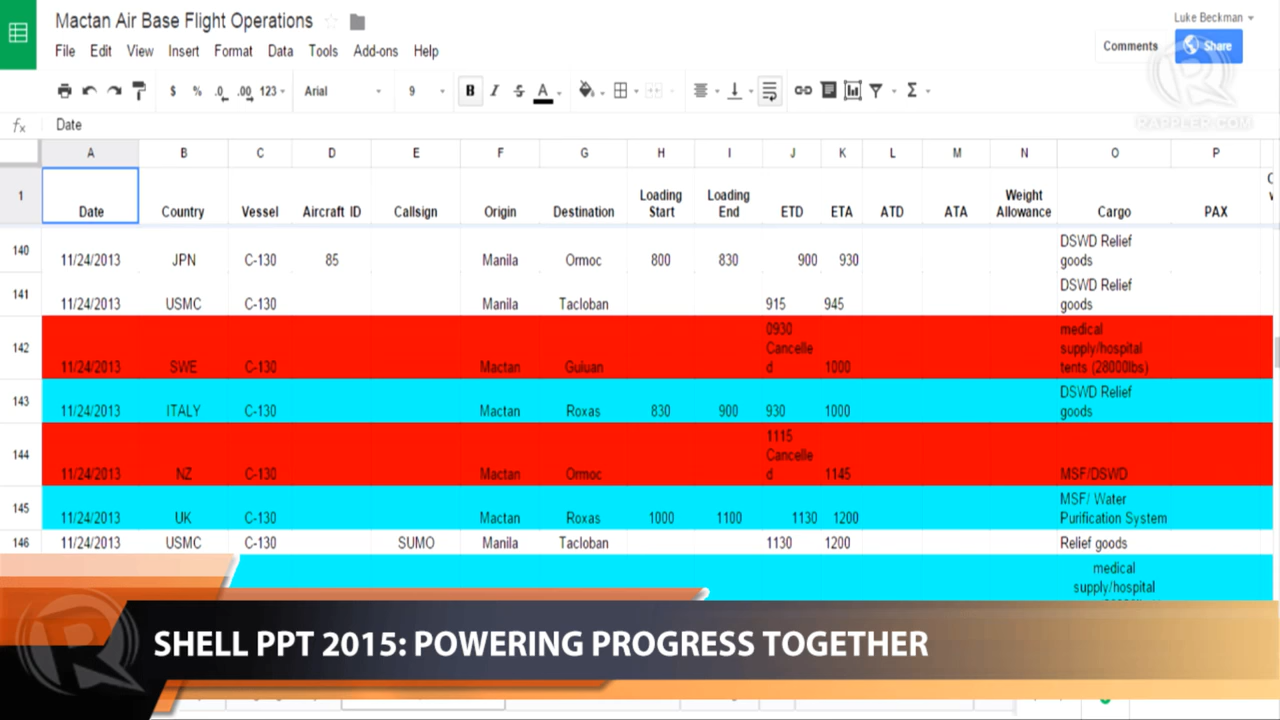 Mactan Air Base Flight Operations
Luke Beckman
File Edit View Insert Format Data Tools Add-ons Help
Comments Share
$ % .0 .00 123 Arial 9 B I S A Σ
RAPPLER.COM
fx Date
A B C D E F G H I J K L M N O P
1 Date Country Vessel Aircraft ID Callsign Origin Destination Loading Start Loading End ETD ETA ATD ATA Weight Allowance Cargo PAX
140 11/24/2013 JPN C-130 85 Manila Ormoc 800 830 900 930 DSWD Relief goods
141 11/24/2013 USMC C-130 Manila Tacloban 915 945 DSWD Relief goods
142 11/24/2013 SWE C-130 Mactan Guiuan 0930 Cancelled 1000 medical supply/hospital tents (28000lbs)
143 11/24/2013 ITALY C-130 Mactan Roxas 830 900 930 1000 DSWD Relief goods
144 11/24/2013 NZ C-130 Mactan Ormoc 1115 Cancelled 1145 MSF/DSWD
145 11/24/2013 UK C-130 Mactan Roxas 1000 1100 1130 1200 MSF/ Water Purification System
146 11/24/2013 USMC C-130 SUMO Manila Tacloban 1130 1200 Relief goods
medical
supply/hospital
SHELL PPT 2015: POWERING PROGRESS TOGETHER